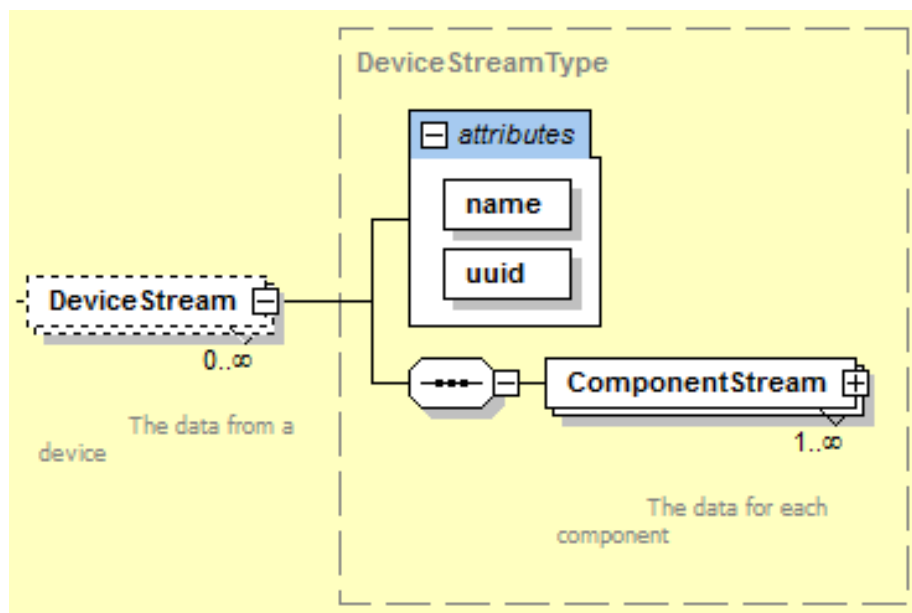 DeviceStreamType
attributes
name
uuid
DeviceStream
0..∞
The data from a
device
ComponentStream
1..∞
The data for each
component